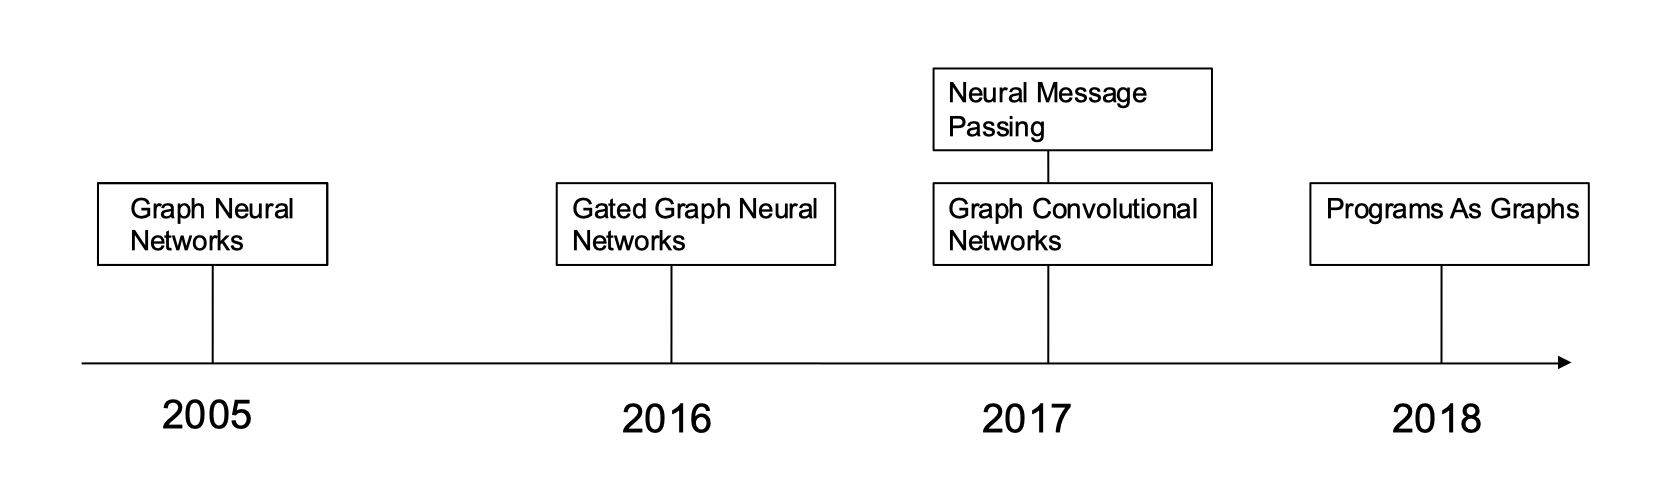 Neural Message
Passing
Graph Neural
Networks
Gated Graph Neural
Networks
Graph Convolutional
Networks
Programs As Graphs
2005
2016
2017
2018